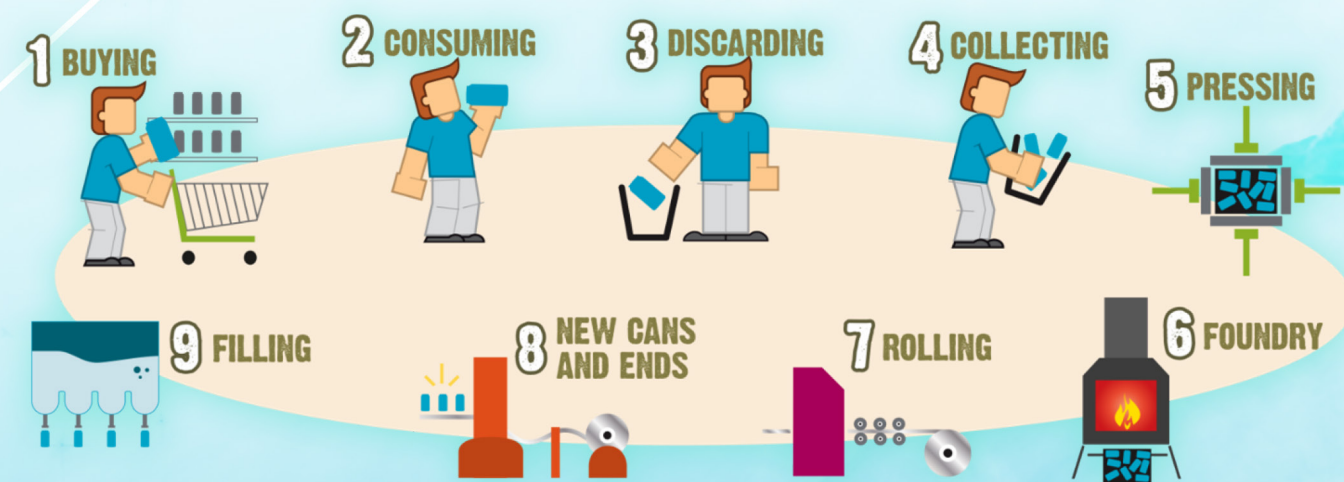 1 BUYING
2 CONSUMING
3 DISCARDING
4 COLLECTING
5 PRESSING
6 FOUNDRY
7 ROLLING
8 NEW CANS
AND ENDS
9 FILLING